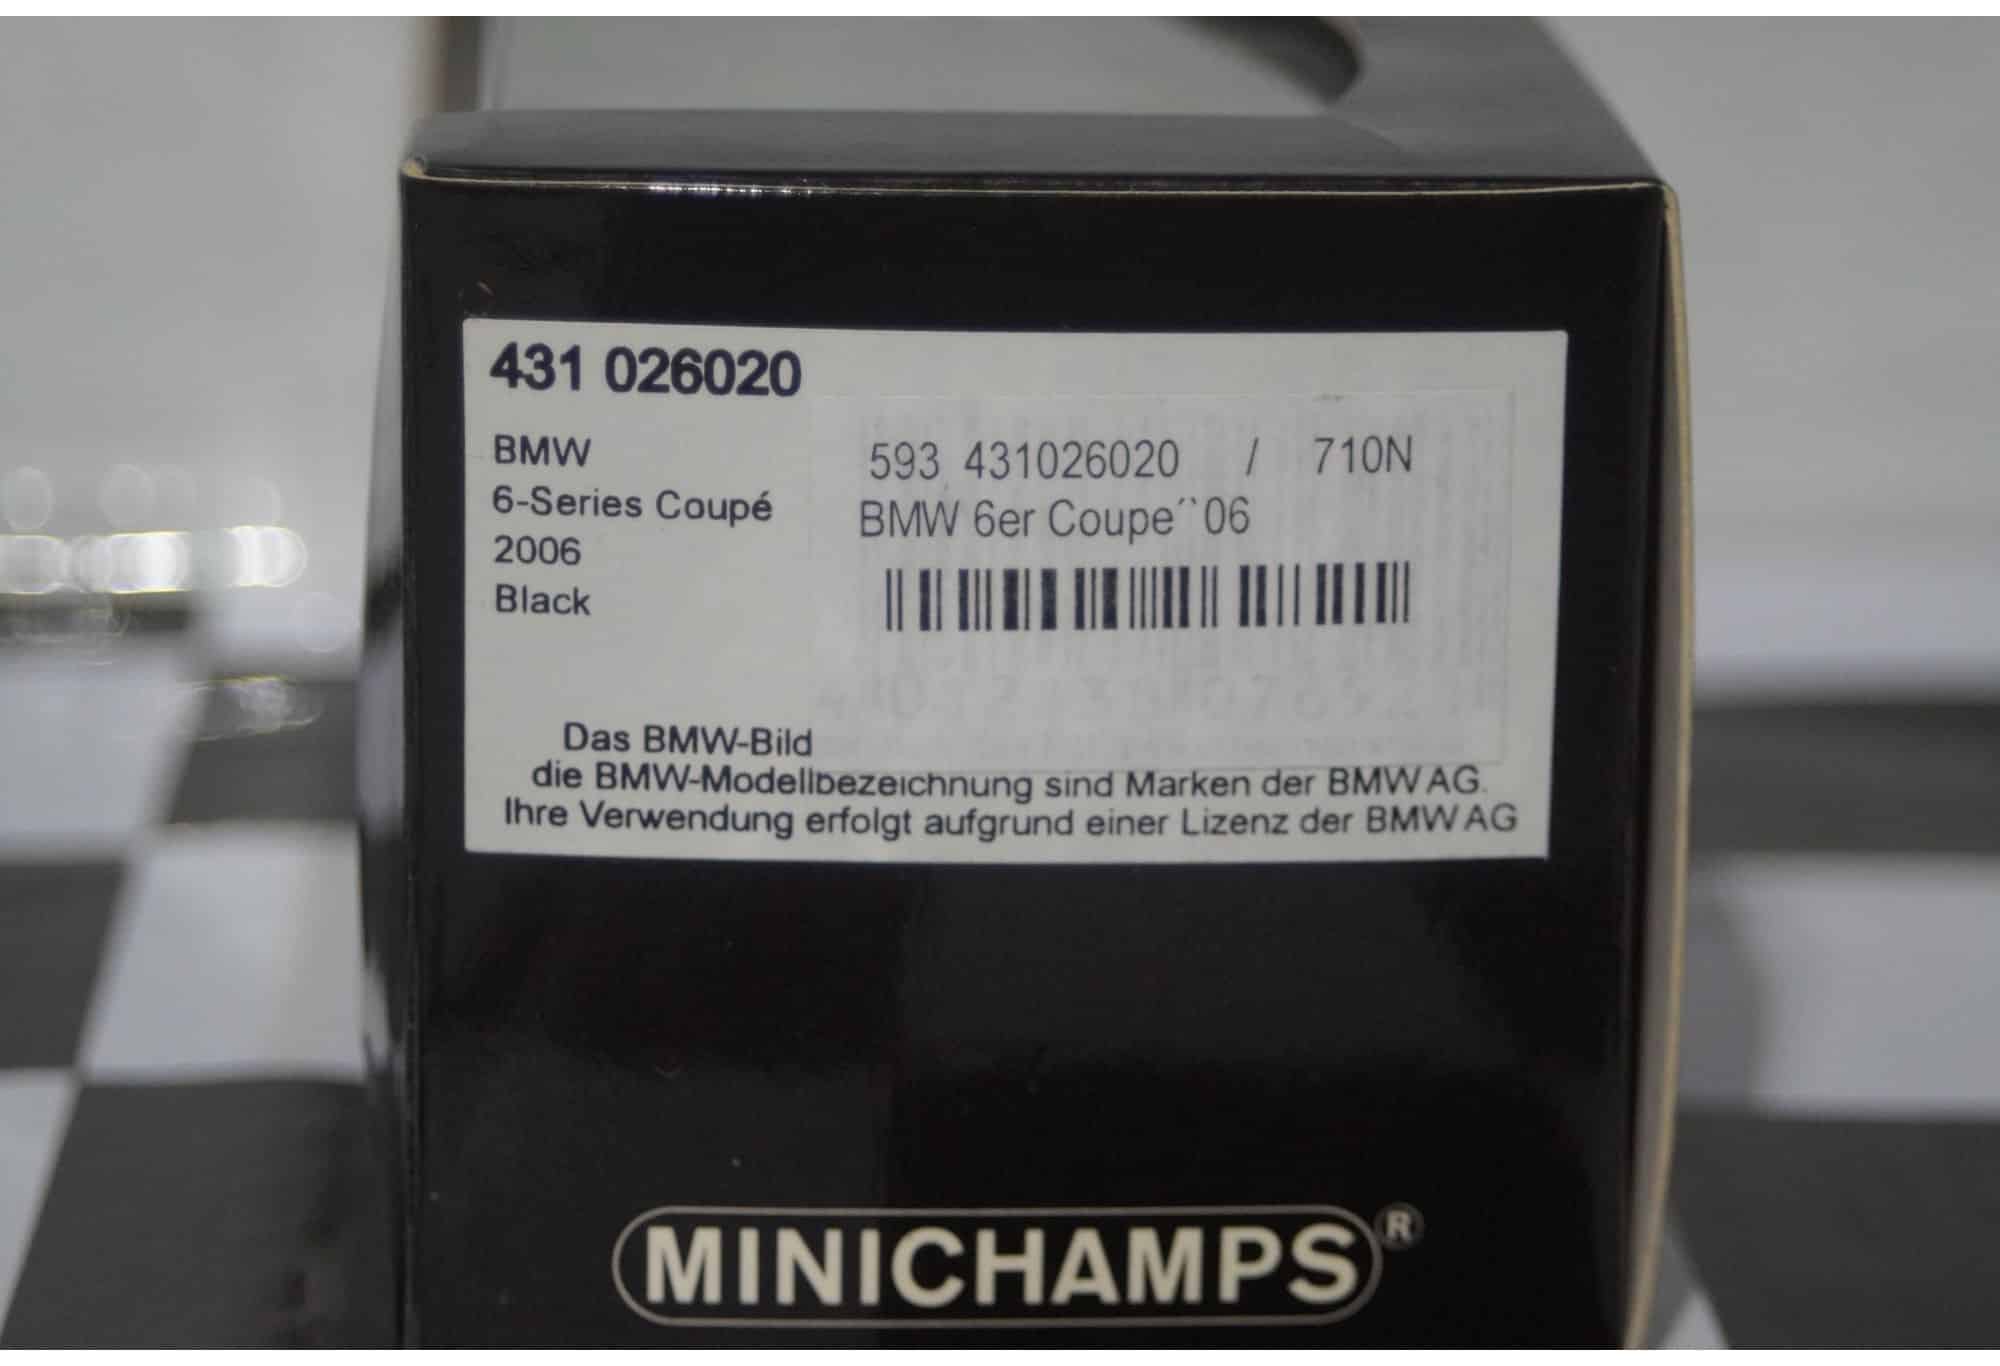 431 026020
BMW
6-Series Coupé
2006
Black
593 431026020 / 710N
BMW 6er Coupe´´06
Das BMW-Bild
die BMW-Modellbezeichnung sind Marken der BMW AG.
Ihre Verwendung erfolgt aufgrund einer Lizenz der BMW AG
MINICHAMPS®